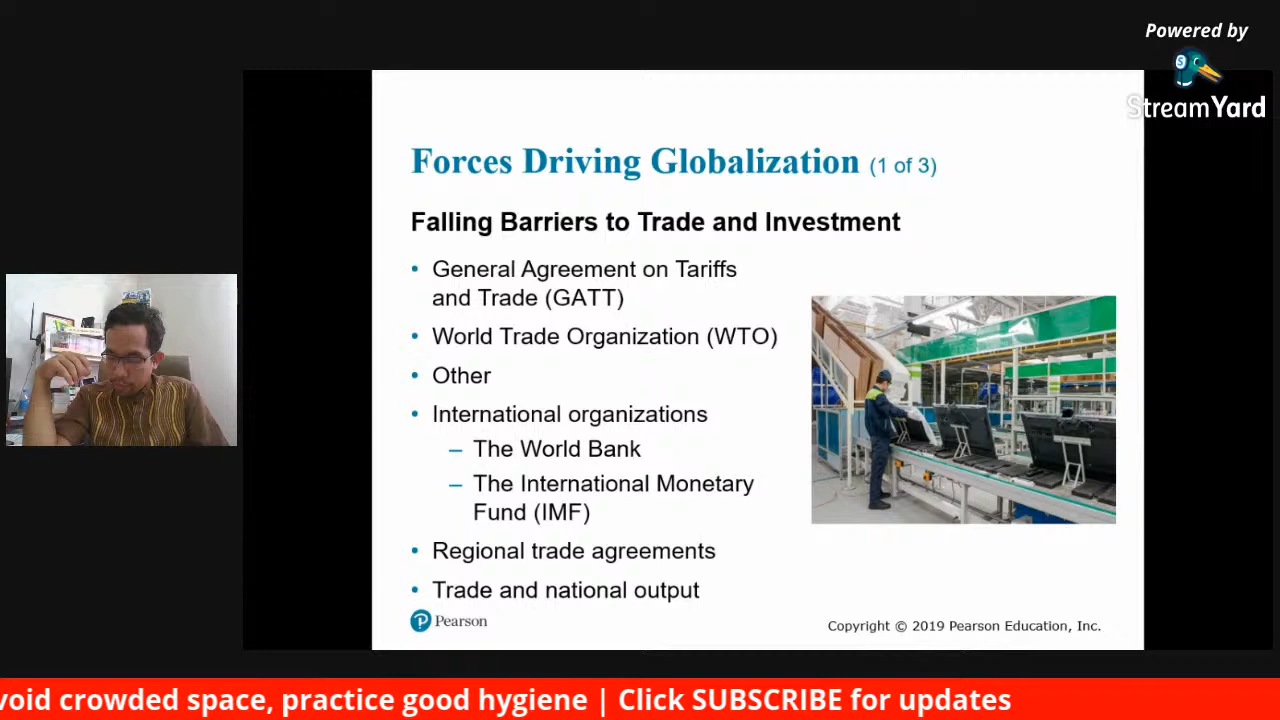 Powered by
StreamYard
Forces Driving Globalization (1 of 3)
Falling Barriers to Trade and Investment
• General Agreement on Tariffs
and Trade (GATT)
• World Trade Organization (WTO)
• Other
• International organizations
– The World Bank
– The International Monetary
Fund (IMF)
• Regional trade agreements
• Trade and national output
Pearson
Copyright © 2019 Pearson Education, Inc.
void crowded space, practice good hygiene | Click SUBSCRIBE for updates